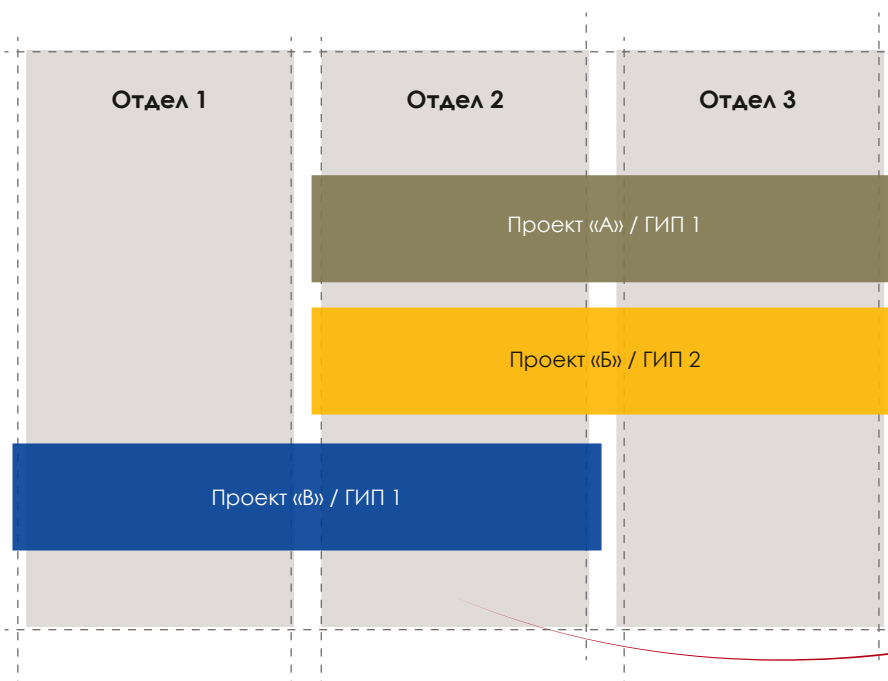 Отдел 1
Отдел 2
Отдел 3
Проект «А» / ГИП 1
Проект «Б» / ГИП 2
Проект «В» / ГИП 1